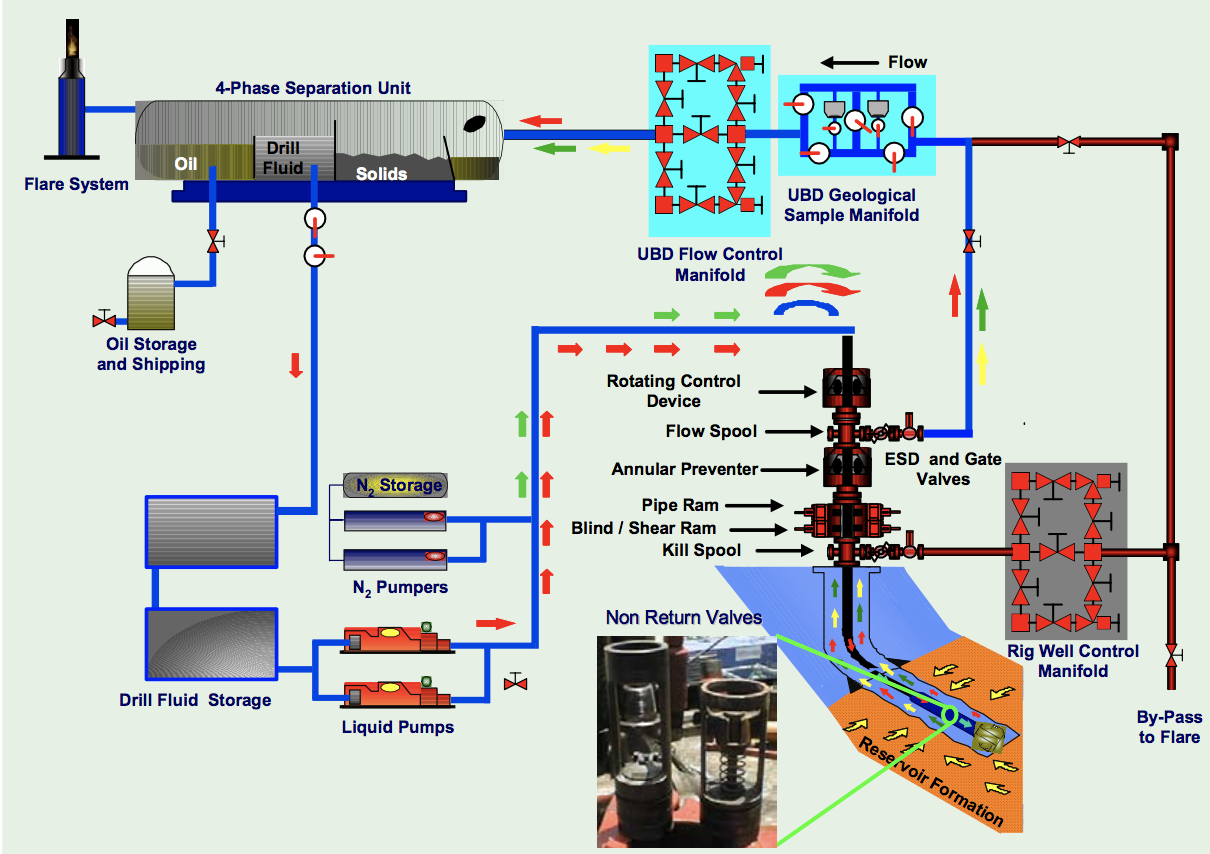 Flow
4-Phase Separation Unit
Oil
Drill
Fluid
Solids
Flare System
UBD Geological
Sample Manifold
UBD Flow Control
Manifold
Oil Storage
and Shipping
Rotating Control
Device
Flow Spool
ESD and Gate
Valves
Annular Preventer
N2 Storage
Pipe Ram
Blind / Shear Ram
Kill Spool
N2 Pumpers
Non Return Valves
Rig Well Control
Manifold
Drill Fluid Storage
Liquid Pumps
By-Pass
to Flare
Reservoir Formation